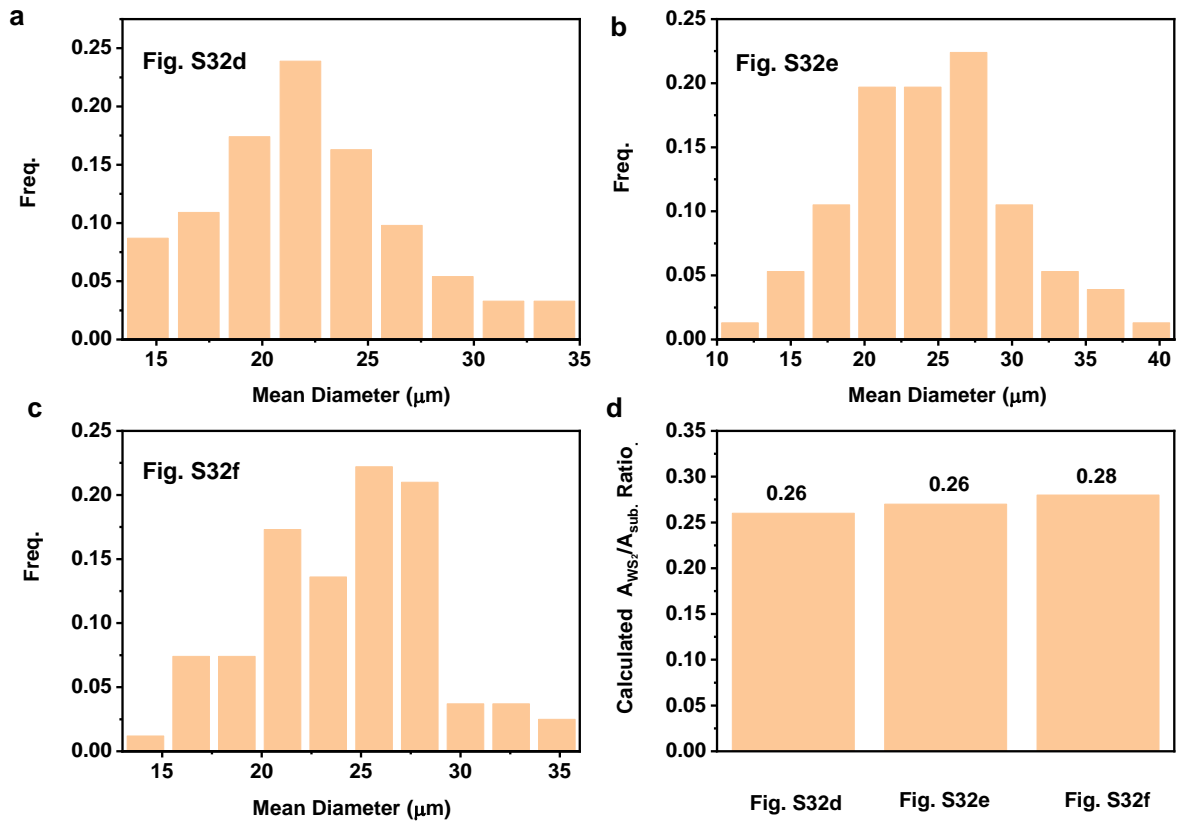 a
Fig. S32d
0.25
0.20
0.15
0.10
0.05
0.00
Freq.
15 20 25 30 35
Mean Diameter (μm)
b
Fig. S32e
0.25
0.20
0.15
0.10
0.05
0.00
Freq.
10 15 20 25 30 35 40
Mean Diameter (μm)
c
Fig. S32f
0.25
0.20
0.15
0.10
0.05
0.00
Freq.
15 20 25 30 35
Mean Diameter (μm)
d
0.35
0.30
0.25
0.20
0.15
0.10
0.05
0.00
Calculated A_WS₂/A_sub. Ratio.
0.26 0.26 0.28
Fig. S32d Fig. S32e Fig. S32f